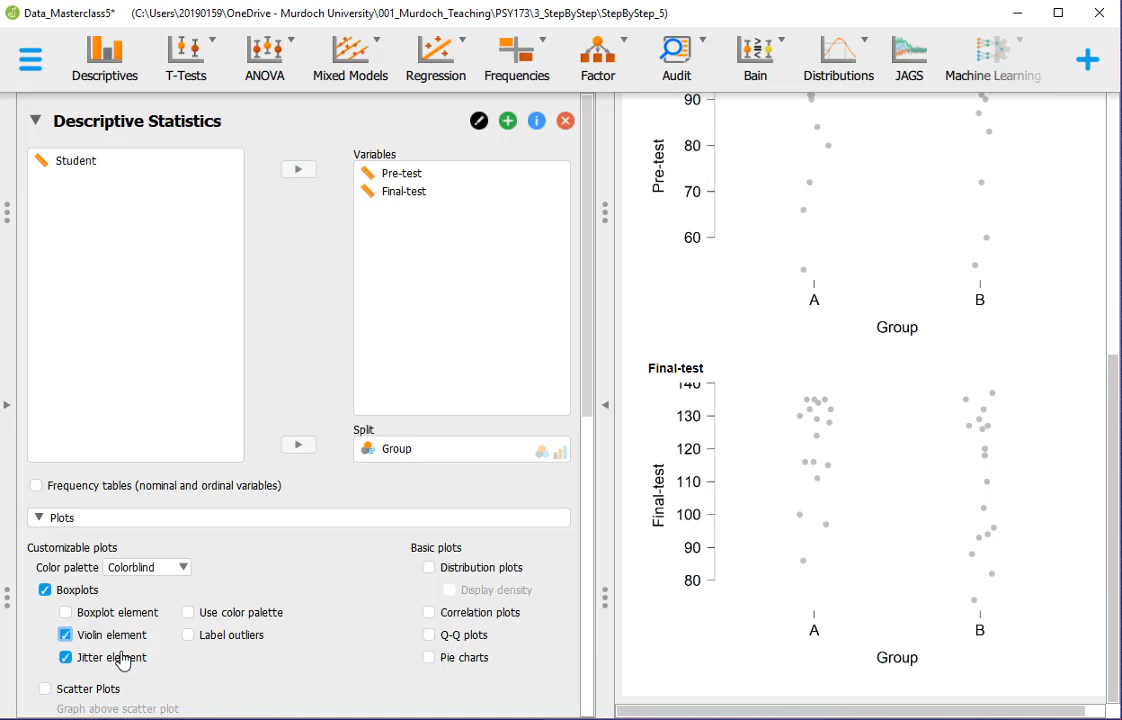 Data_Masterclass5* (C:\Users\20190159\OneDrive - Murdoch University\001_Murdoch_Teaching\PSY173\3_StepByStep\StepByStep_5)
Descriptives T-Tests ANOVA Mixed Models Regression Frequencies Factor Audit Bain Distributions JAGS Machine Learning
Descriptive Statistics
Student
Variables
Pre-test
Final-test
Split
Group
Frequency tables (nominal and ordinal variables)
Plots
Customizable plots
Color palette Colorblind
Boxplots
Boxplot element Use color palette
Violin element Label outliers
Jitter element
Scatter Plots
Graph above scatter plot
Basic plots
Distribution plots
Display density
Correlation plots
Q-Q plots
Pie charts
90
80
70
60
Pre-test
A B
Group
Final-test
140
130
120
110
100
90
80
Final-test
A B
Group